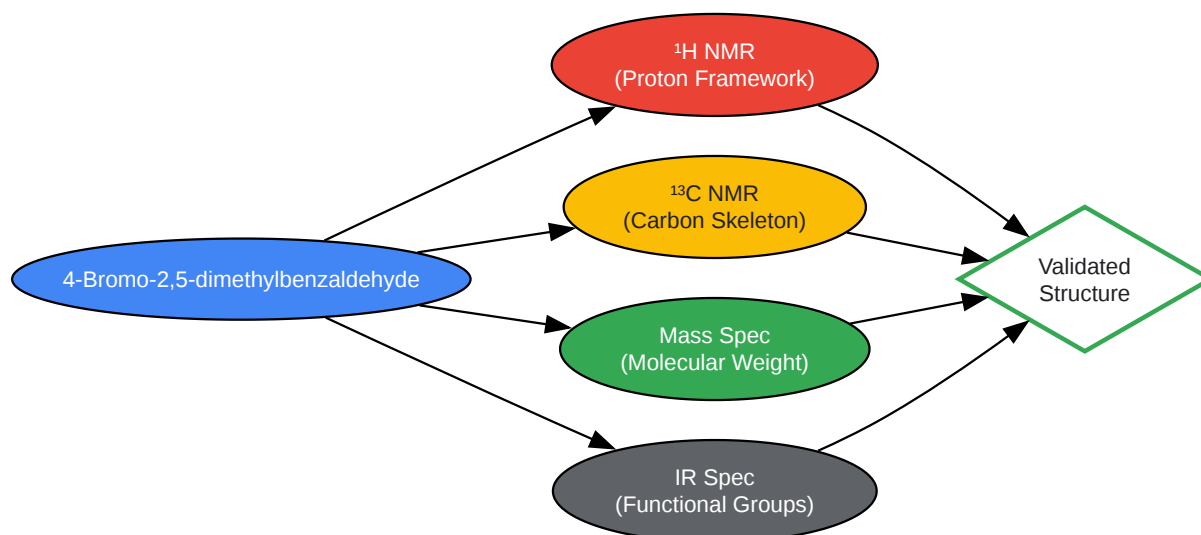 ¹H NMR
(Proton Framework)
¹³C NMR
(Carbon Skeleton)
4-Bromo-2,5-dimethylbenzaldehyde
Validated
Structure
Mass Spec
(Molecular Weight)
IR Spec
(Functional Groups)